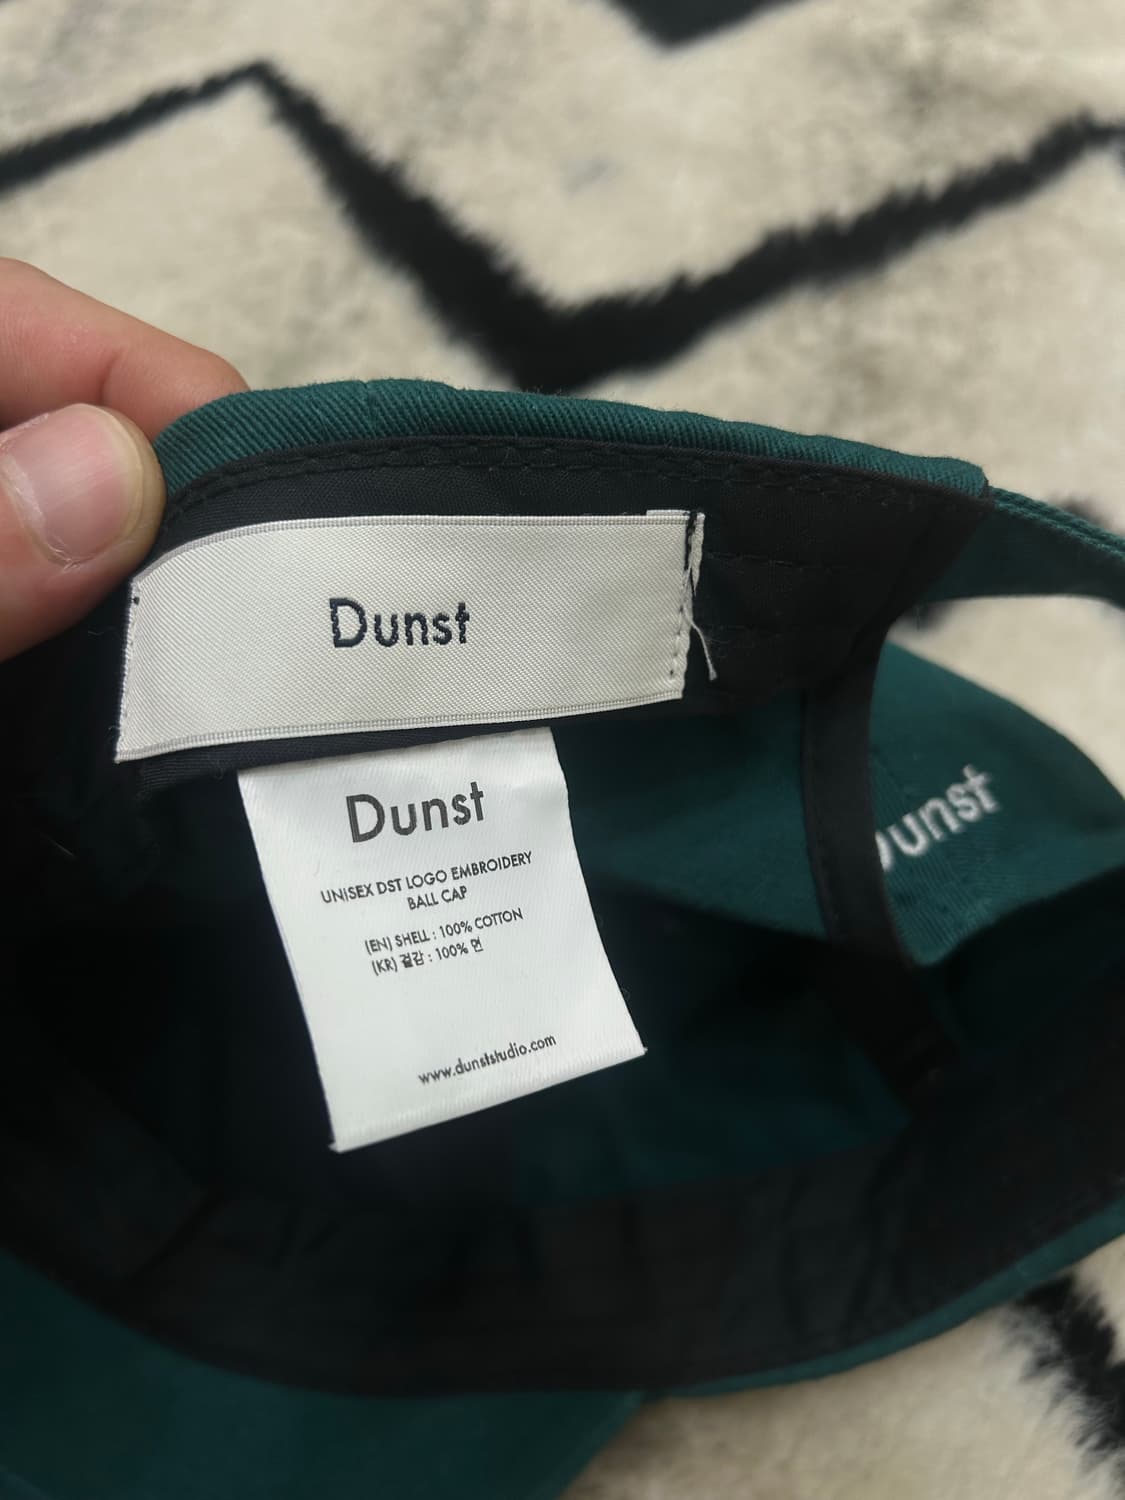 Dunst
Dunst
UNISEX DST LOGO EMBROIDERY
BALL CAP
(EN) SHELL : 100% COTTON
(KR) 겉감 : 100% 면
www.dunststudio.com
Dunst